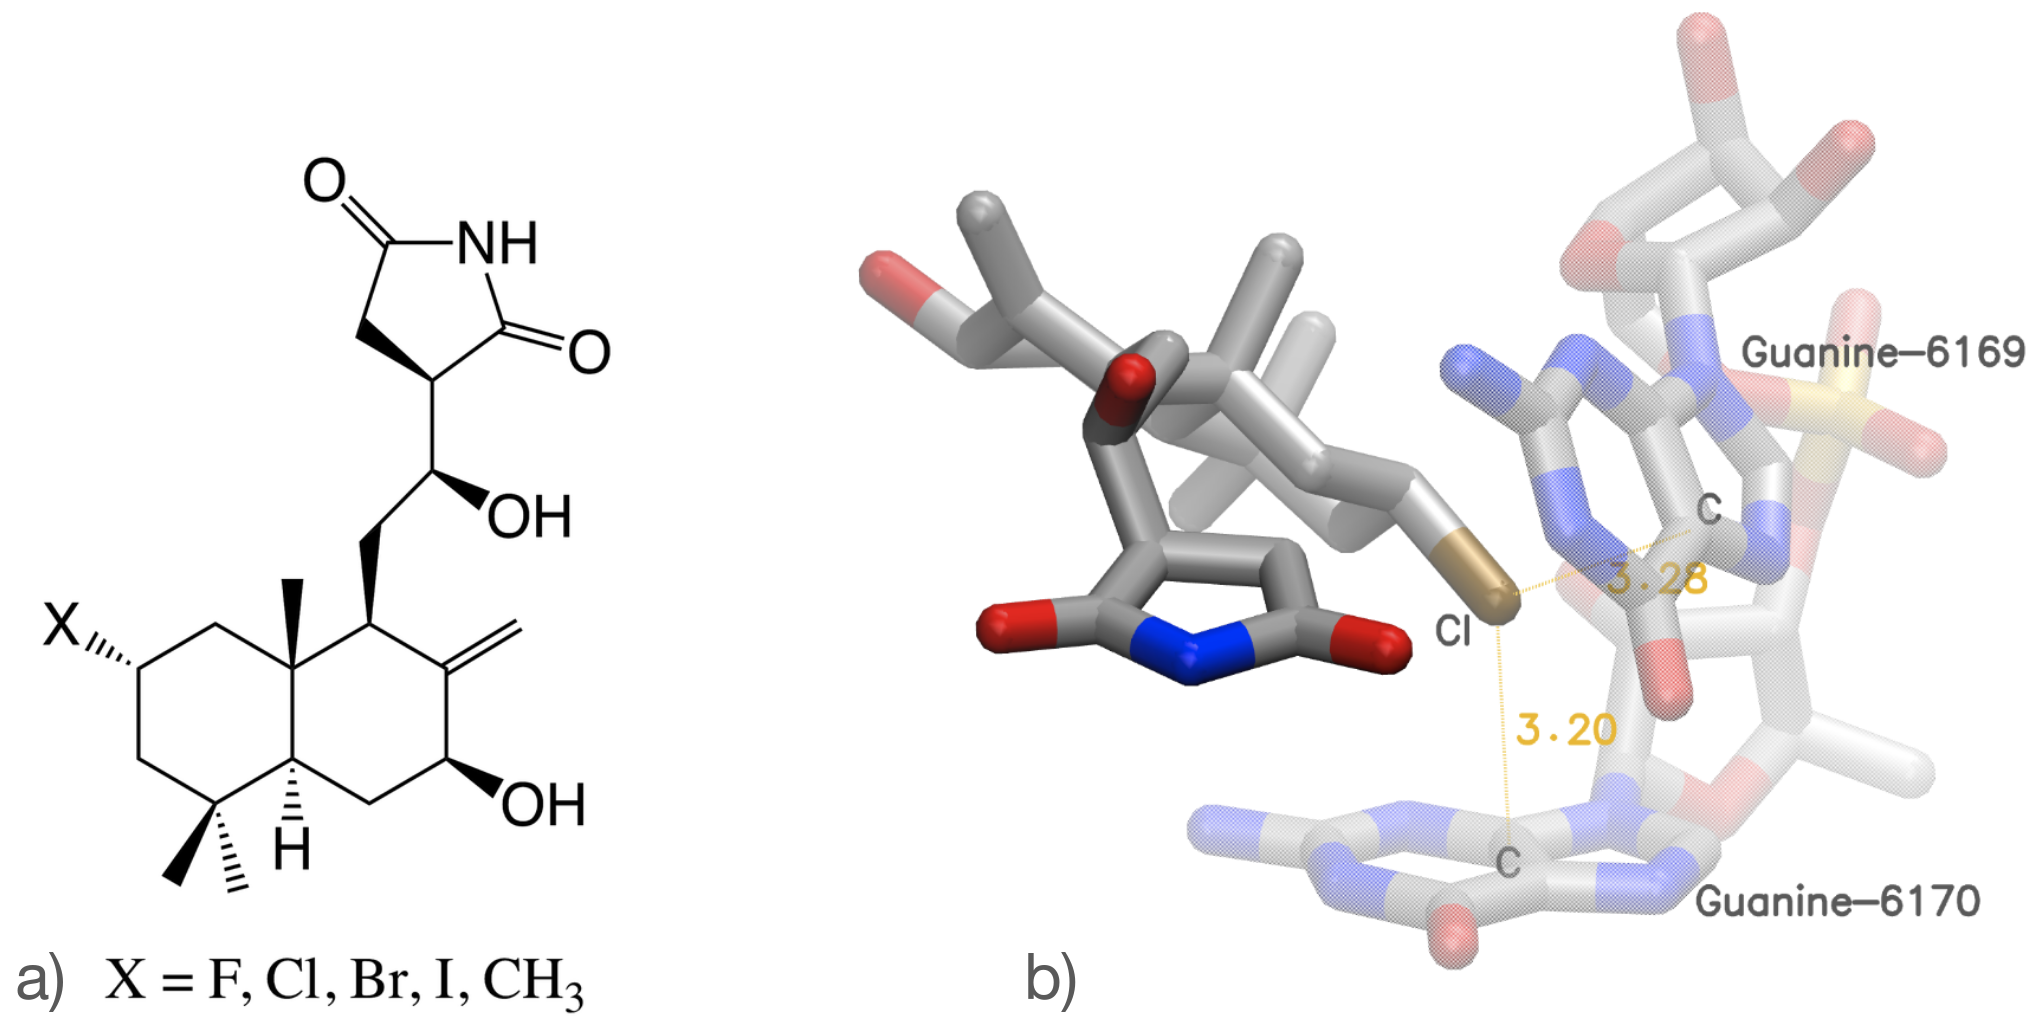 O
NH
O
OH
X
OH
H
a) X = F, Cl, Br, I, CH₃
Guanine–6169
C
3.28
Cl
3.20
C
Guanine–6170
b)